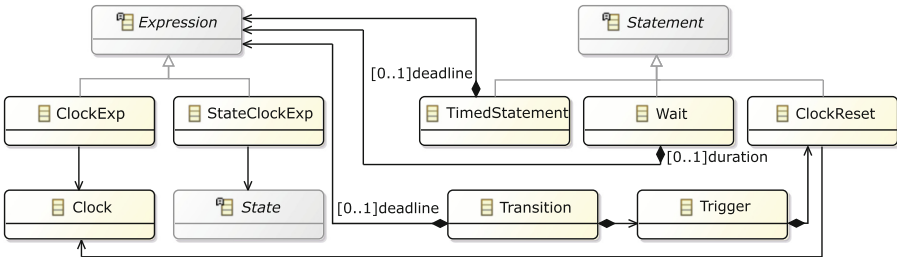 Expression
Statement
[0..1]deadline
ClockExp
StateClockExp
TimedStatement
Wait
ClockReset
[0..1]duration
Clock
State
[0..1]deadline
Transition
Trigger